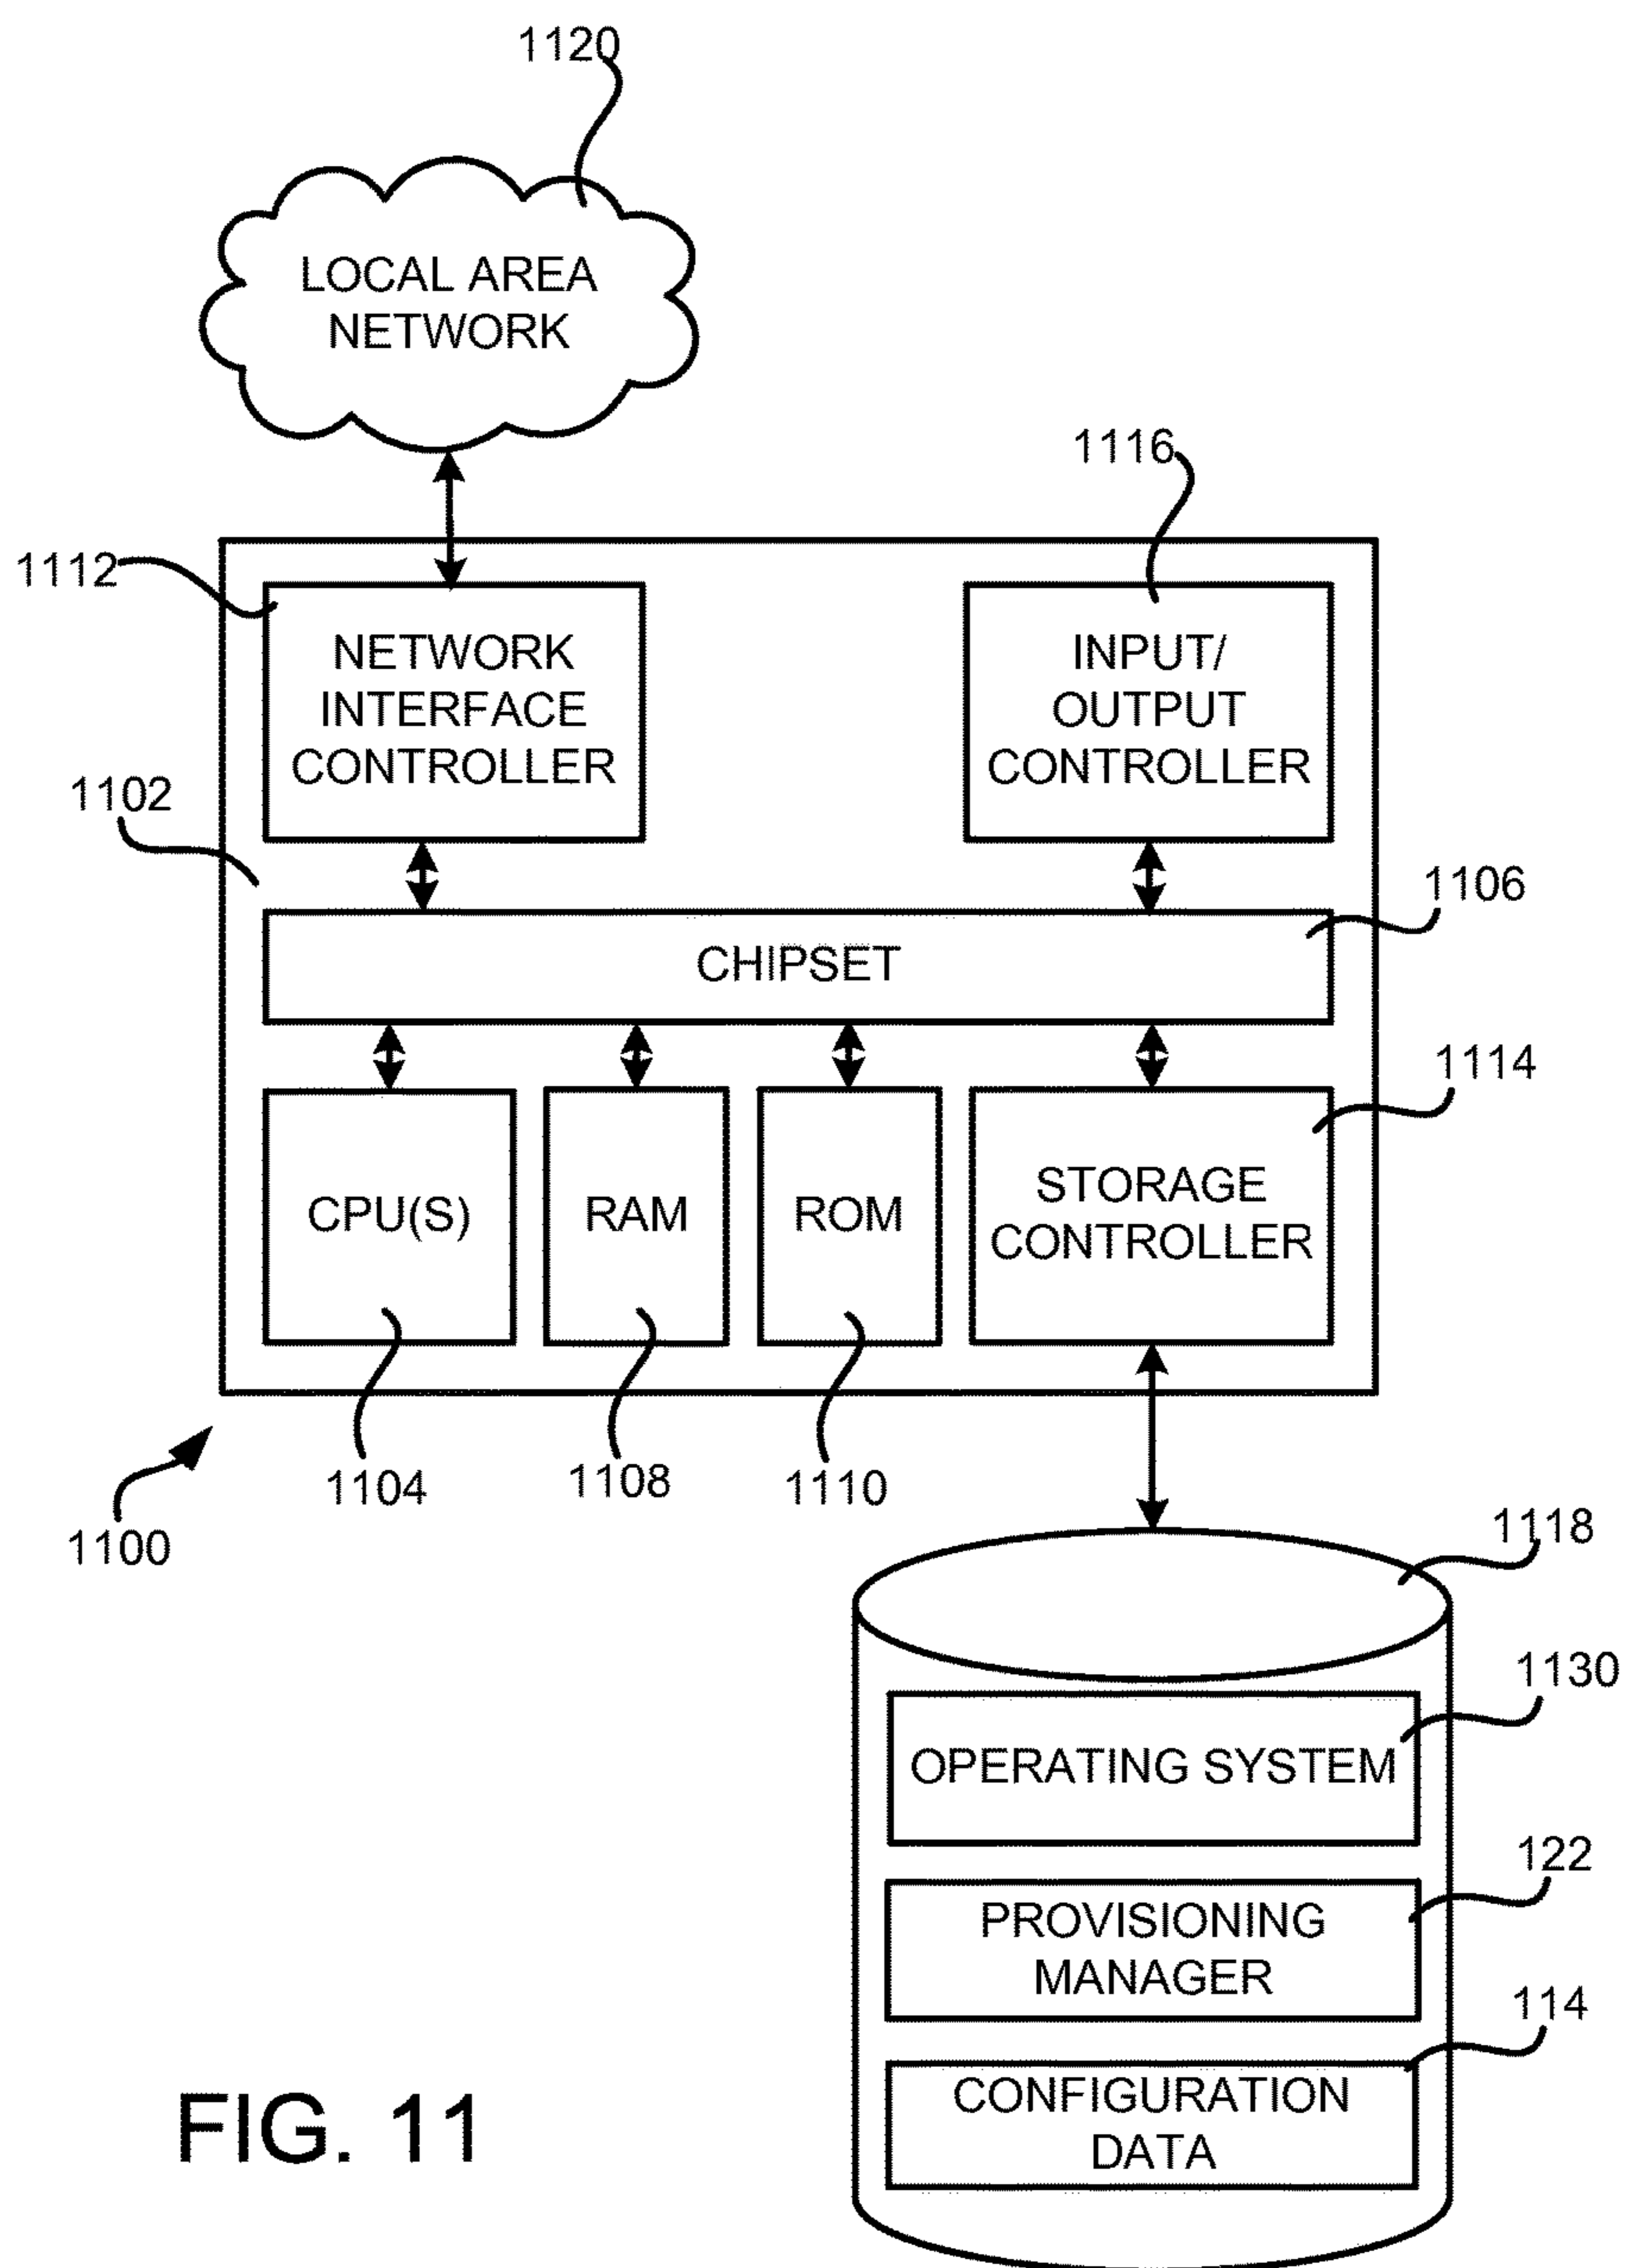 1120
LOCAL AREA
NETWORK
1116
1112
NETWORK
INTERFACE
CONTROLLER
INPUT/
OUTPUT
CONTROLLER
1102
1106
CHIPSET
1114
CPU(S)
RAM
ROM
STORAGE
CONTROLLER
1104
1108
1110
1100
1118
1130
OPERATING SYSTEM
122
PROVISIONING
MANAGER
114
CONFIGURATION
DATA
FIG. 11